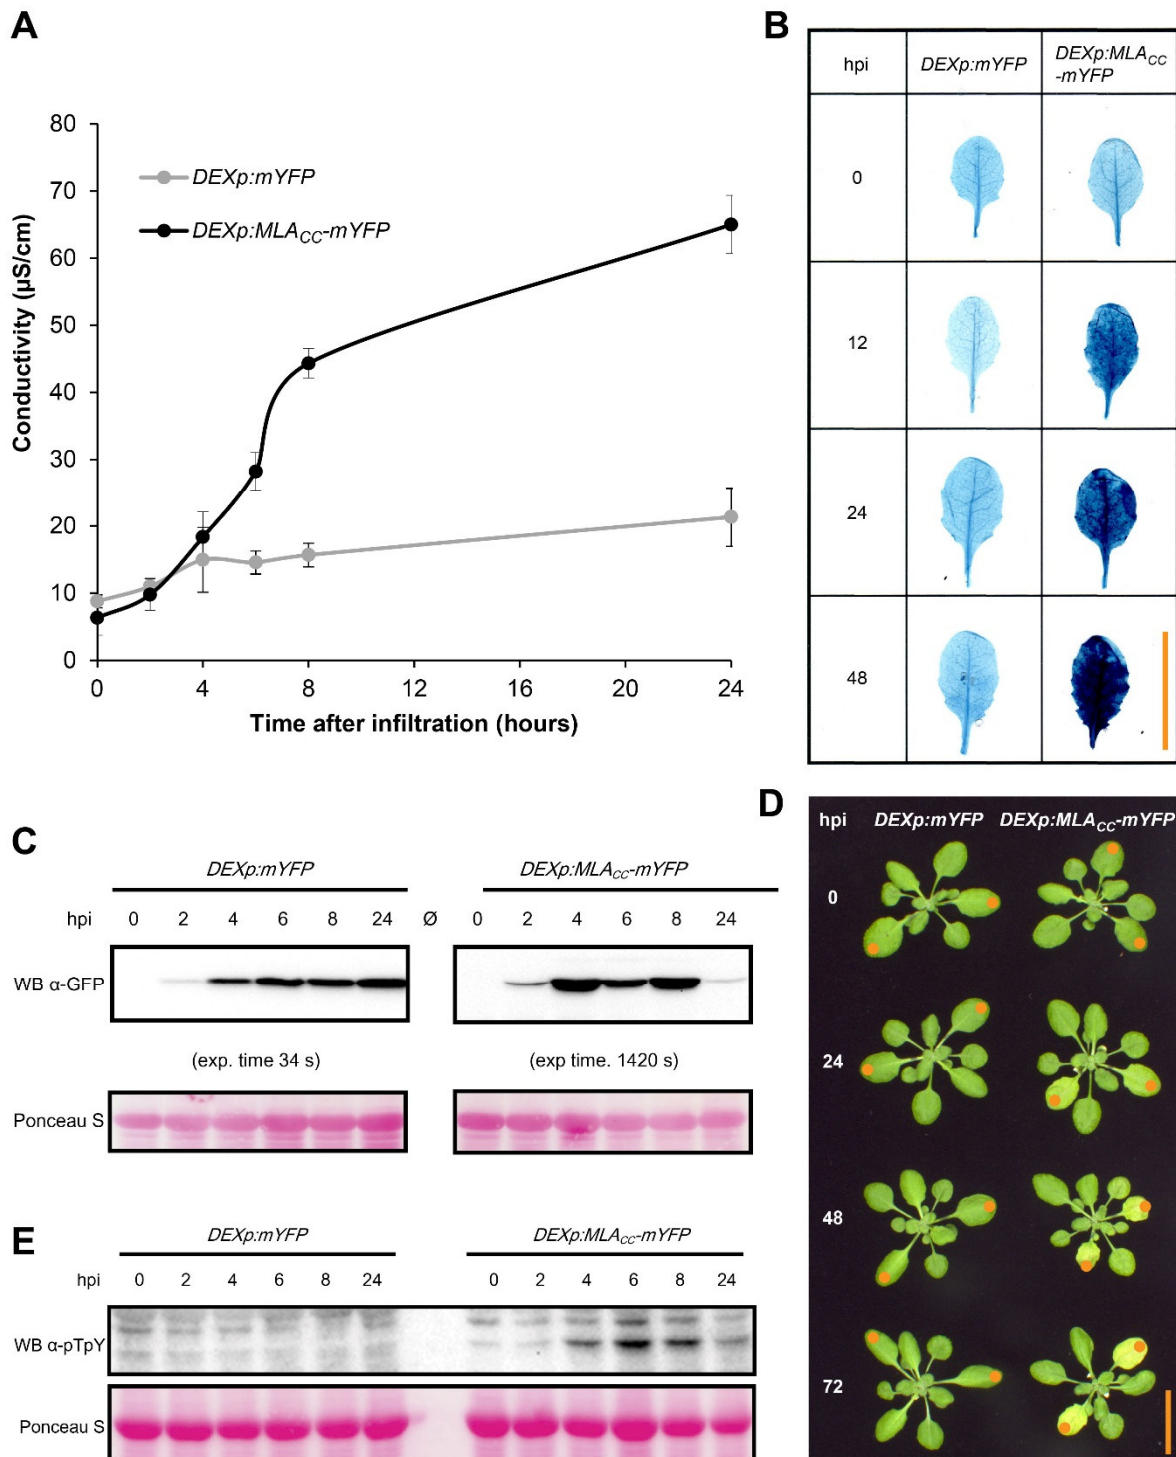 A
80
70
60
50
40
30
20
10
0
Conductivity (µS/cm)
DEXp:mYFP
DEXp:MLACC-mYFP
0 4 8 12 16 20 24
Time after infiltration (hours)
B
hpi DEXp:mYFP DEXp:MLACC
-mYFP
0
12
24
48
C
DEXp:mYFP DEXp:MLACC-mYFP
hpi 0 2 4 6 8 24 Ø 0 2 4 6 8 24
WB α-GFP
(exp. time 34 s) (exp time. 1420 s)
Ponceau S
D
hpi DEXp:mYFP DEXp:MLACC-mYFP
0
24
48
72
E
DEXp:mYFP DEXp:MLACC-mYFP
hpi 0 2 4 6 8 24 0 2 4 6 8 24
WB α-pTpY
Ponceau S